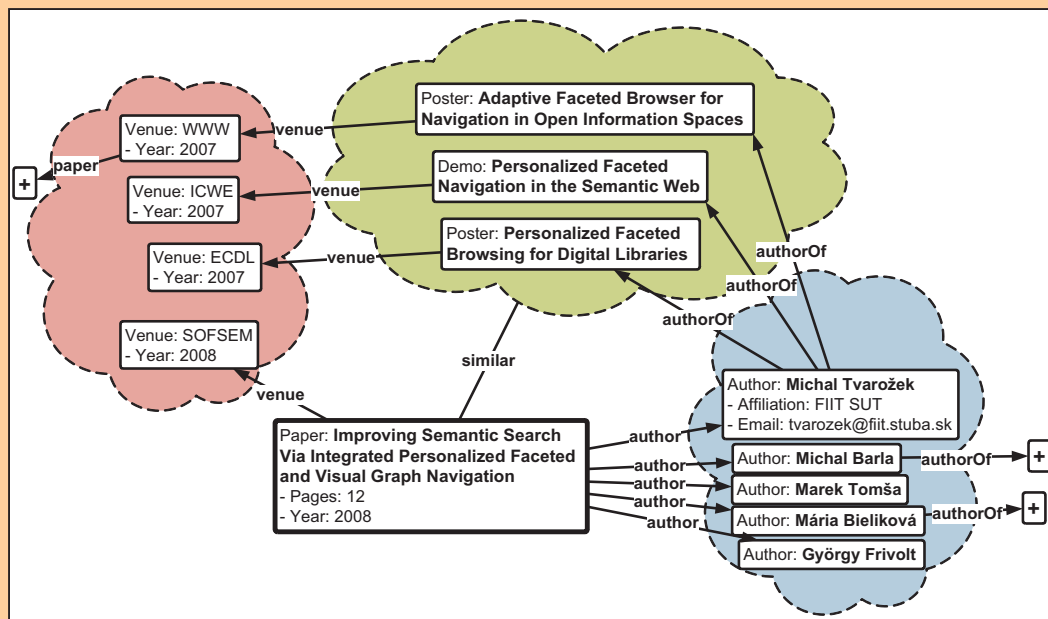 Poster: Adaptive Faceted Browser for
Navigation in Open Information Spaces
Venue: WWW
- Year: 2007
venue
paper
+
Demo: Personalized Faceted
Navigation in the Semantic Web
Venue: ICWE
- Year: 2007
venue
Poster: Personalized Faceted
Browsing for Digital Libraries
Venue: ECDL
- Year: 2007
venue
authorOf
authorOf
authorOf
Venue: SOFSEM
- Year: 2008
similar
venue
Author: Michal Tvarožek
- Affiliation: FIIT SUT
- Email: tvarozek@fiit.stuba.sk
Paper: Improving Semantic Search
Via Integrated Personalized Faceted
and Visual Graph Navigation
- Pages: 12
- Year: 2008
author
author
author
author
author
Author: Michal Barla
authorOf
+
Author: Marek Tomša
Author: Mária Bieliková
authorOf
+
Author: György Frivolt